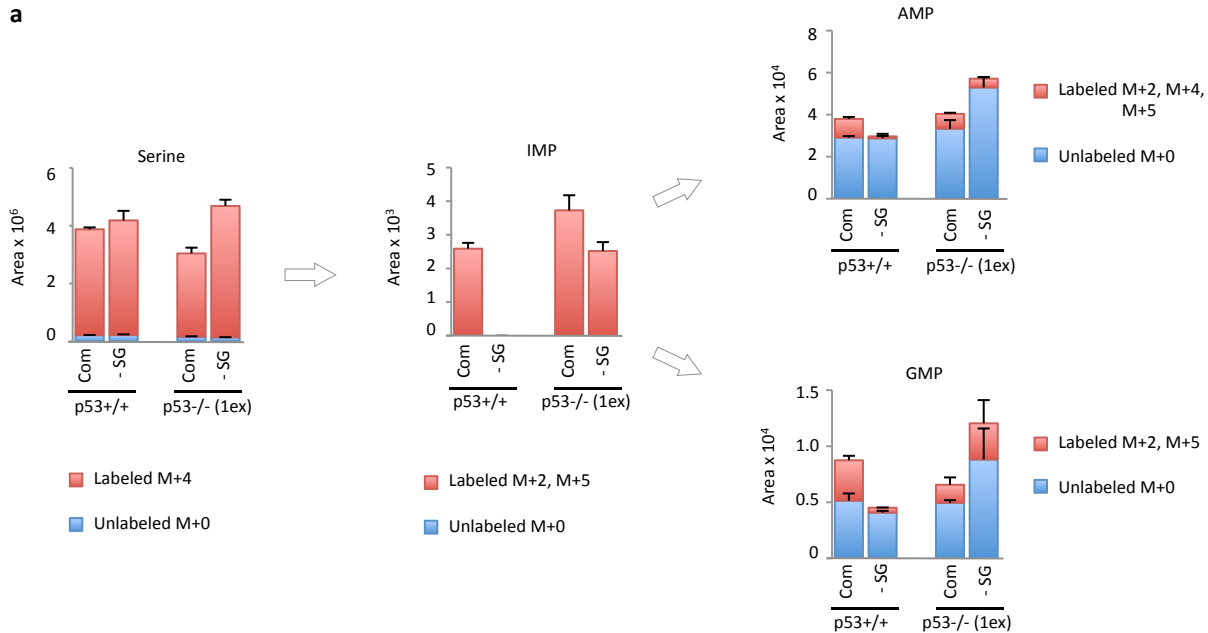 a
Serine
Area x 10⁶
6
4
2
0
Com
- SG
Com
- SG
p53+/+
p53-/- (1ex)
Labeled M+4
Unlabeled M+0
IMP
Area x 10³
5
4
3
2
1
0
Com
- SG
Com
- SG
p53+/+
p53-/- (1ex)
Labeled M+2, M+5
Unlabeled M+0
AMP
Area x 10⁴
8
6
4
2
0
Com
- SG
Com
- SG
p53+/+
p53-/- (1ex)
Labeled M+2, M+4,
M+5
Unlabeled M+0
GMP
Area x 10⁴
1.5
1.0
0.5
0.0
Com
- SG
Com
- SG
p53+/+
p53-/- (1ex)
Labeled M+2, M+5
Unlabeled M+0